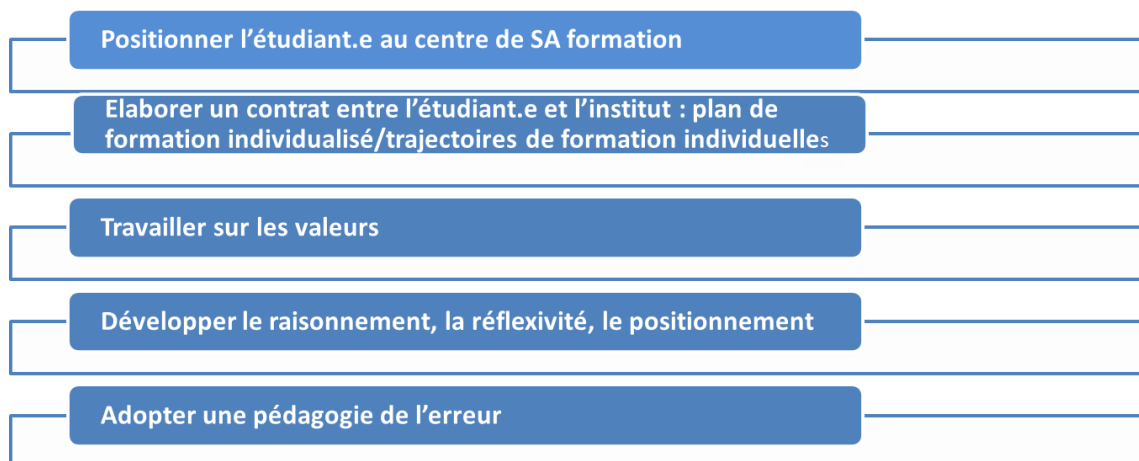 Positionner l’étudiant.e au centre de SA formation
Elaborer un contrat entre l’étudiant.e et l’institut : plan de
formation individualisé/trajectoires de formation individuelles
Travailler sur les valeurs
Développer le raisonnement, la réflexivité, le positionnement
Adopter une pédagogie de l’erreur